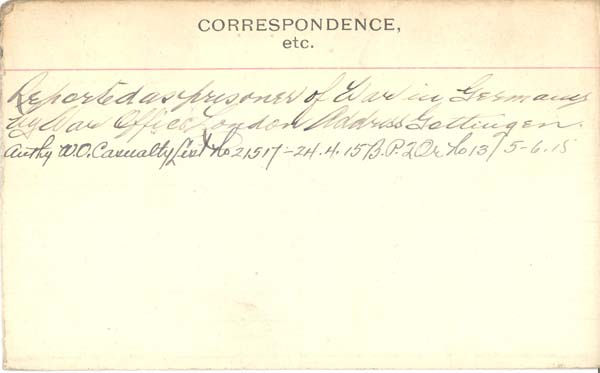 CORRESPONDENCE,
etc.
Reported as prisoner of War in Germany
by War Office London Address Gottingen.
Authy W.O. Casualty List No 21517 - 24.4.15 B.P.2 Or No 13/ 5-6.15